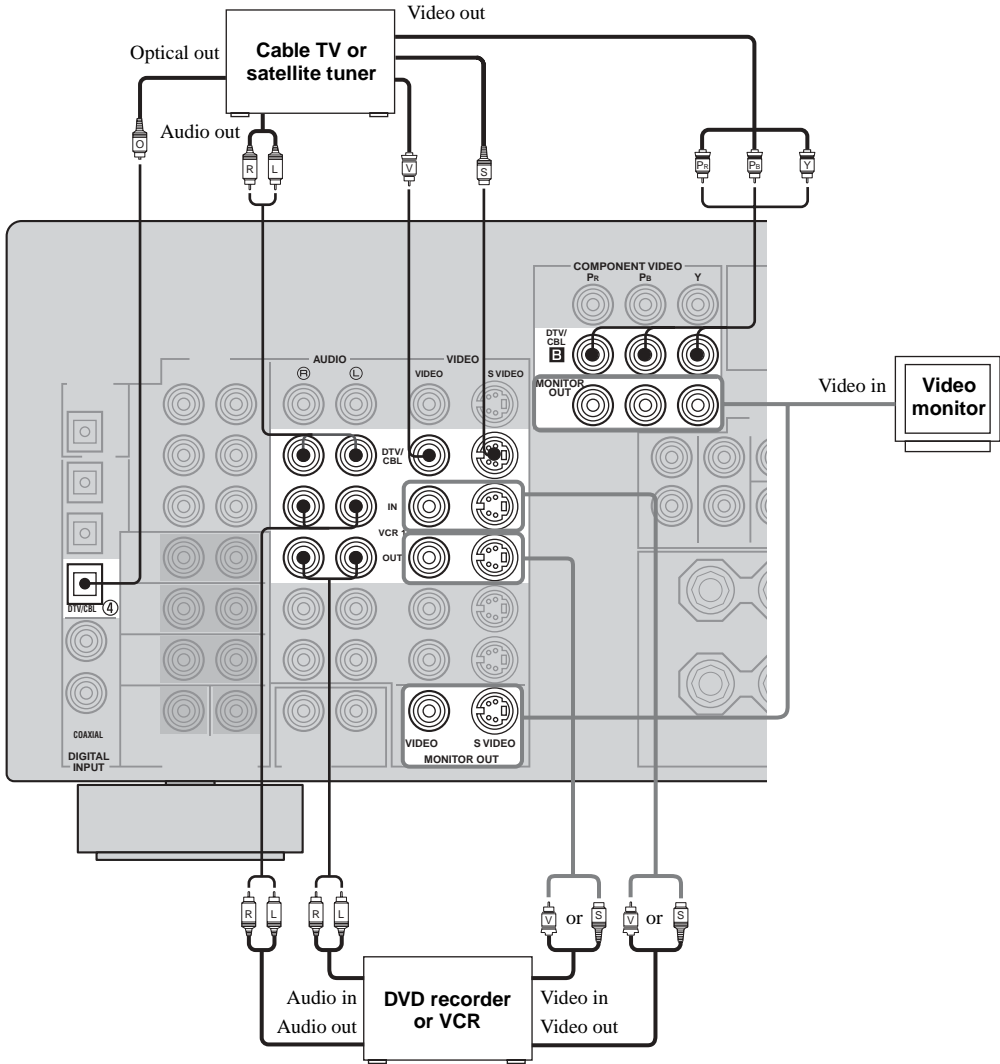 Video out
Optical out
Cable TV or
satellite tuner
Audio out
O
R
L
V
S
PR
PB
Y
COMPONENT VIDEO
PR
PB
Y
DTV/
CBL
B
MONITOR
OUT
Video in
Video
monitor
AUDIO
VIDEO
R
L
VIDEO
S VIDEO
DTV/
CBL
IN
VCR 1
OUT
DTV/CBL
④
COAXIAL
DIGITAL
INPUT
VIDEO
S VIDEO
MONITOR OUT
R
L
R
L
V
or
S
V
or
S
Audio in
Audio out
DVD recorder
or VCR
Video in
Video out